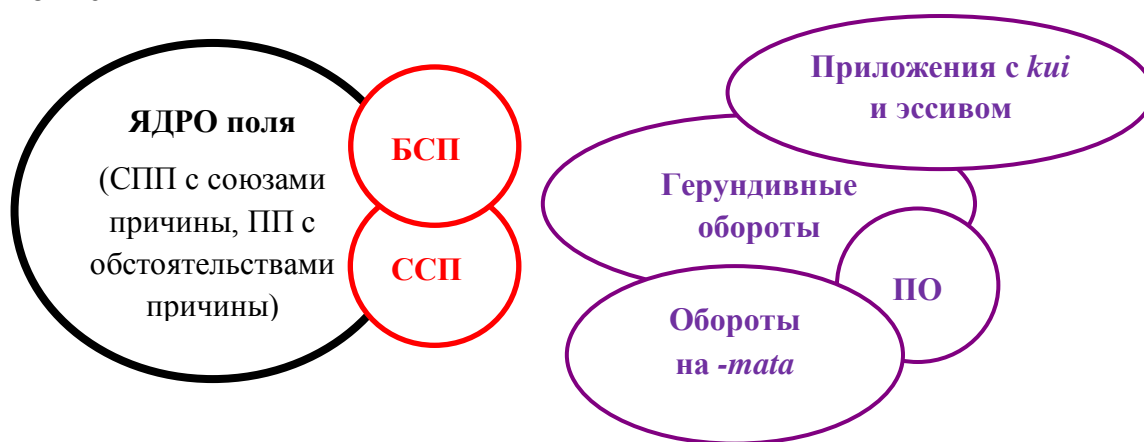 ЯДРО поля
(СПП с союзами
причины, ПП с
обстоятельствами
причины)
БСП
ССП
Приложения с kui
и эссивом
Герундивные
обороты
ПО
Обороты
на -mata